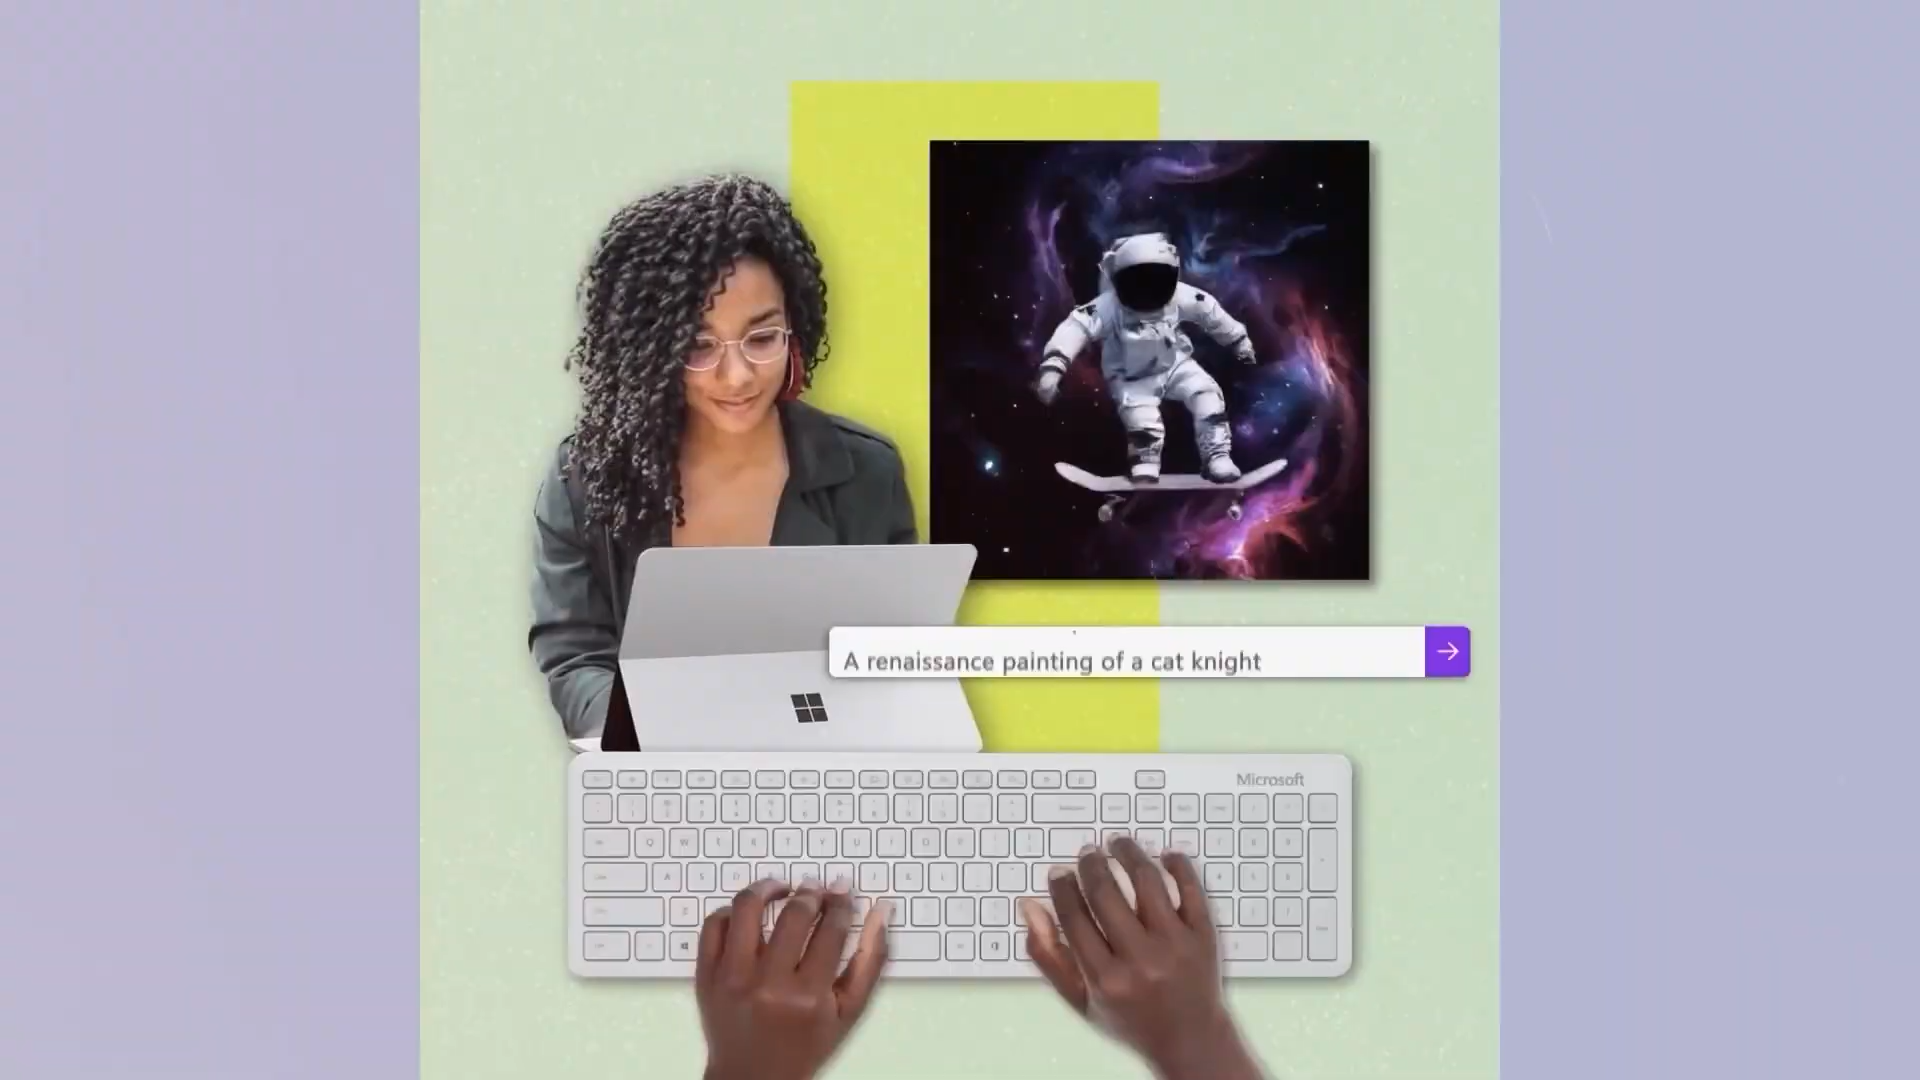 A renaissance painting of a cat knight
Microsoft
Q W E R T Y U I O P
A S D